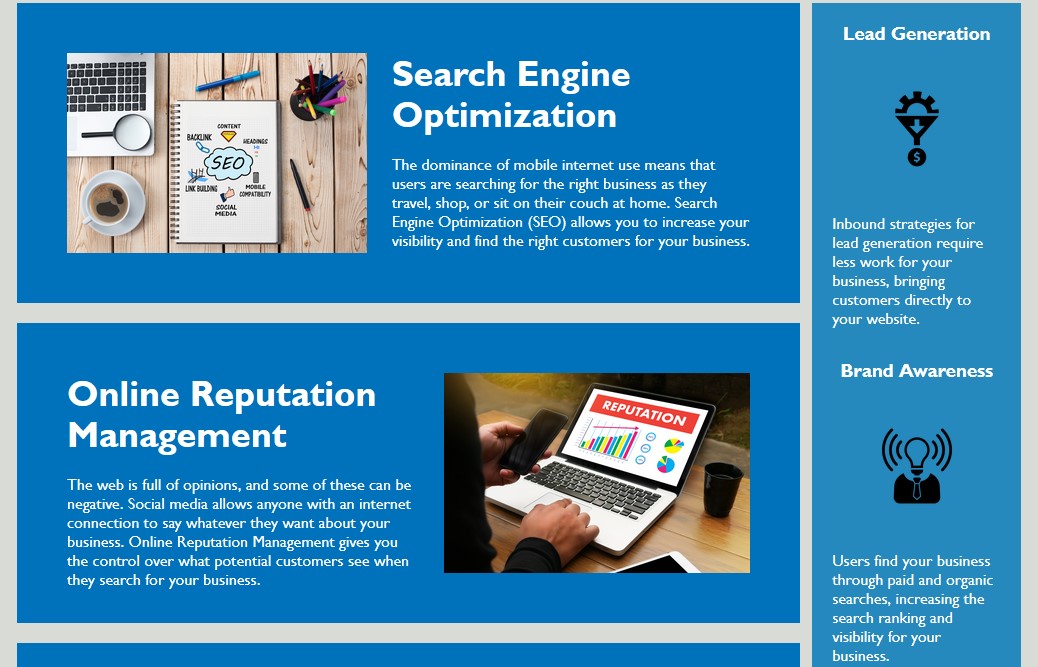 Search Engine
Optimization
The dominance of mobile internet use means that
users are searching for the right business as they
travel, shop, or sit on their couch at home. Search
Engine Optimization (SEO) allows you to increase your
visibility and find the right customers for your business.
CONTENT
BACKLINK
HEADINGS
SEO
LINK BUILDING
MOBILE
COMPATIBILITY
SOCIAL
MEDIA
Online Reputation
Management
The web is full of opinions, and some of these can be
negative. Social media allows anyone with an internet
connection to say whatever they want about your
business. Online Reputation Management gives you
the control over what potential customers see when
they search for your business.
REPUTATION
Lead Generation
$
Inbound strategies for
lead generation require
less work for your
business, bringing
customers directly to
your website.
Brand Awareness
Users find your business
through paid and organic
searches, increasing the
search ranking and
visibility for your
business.